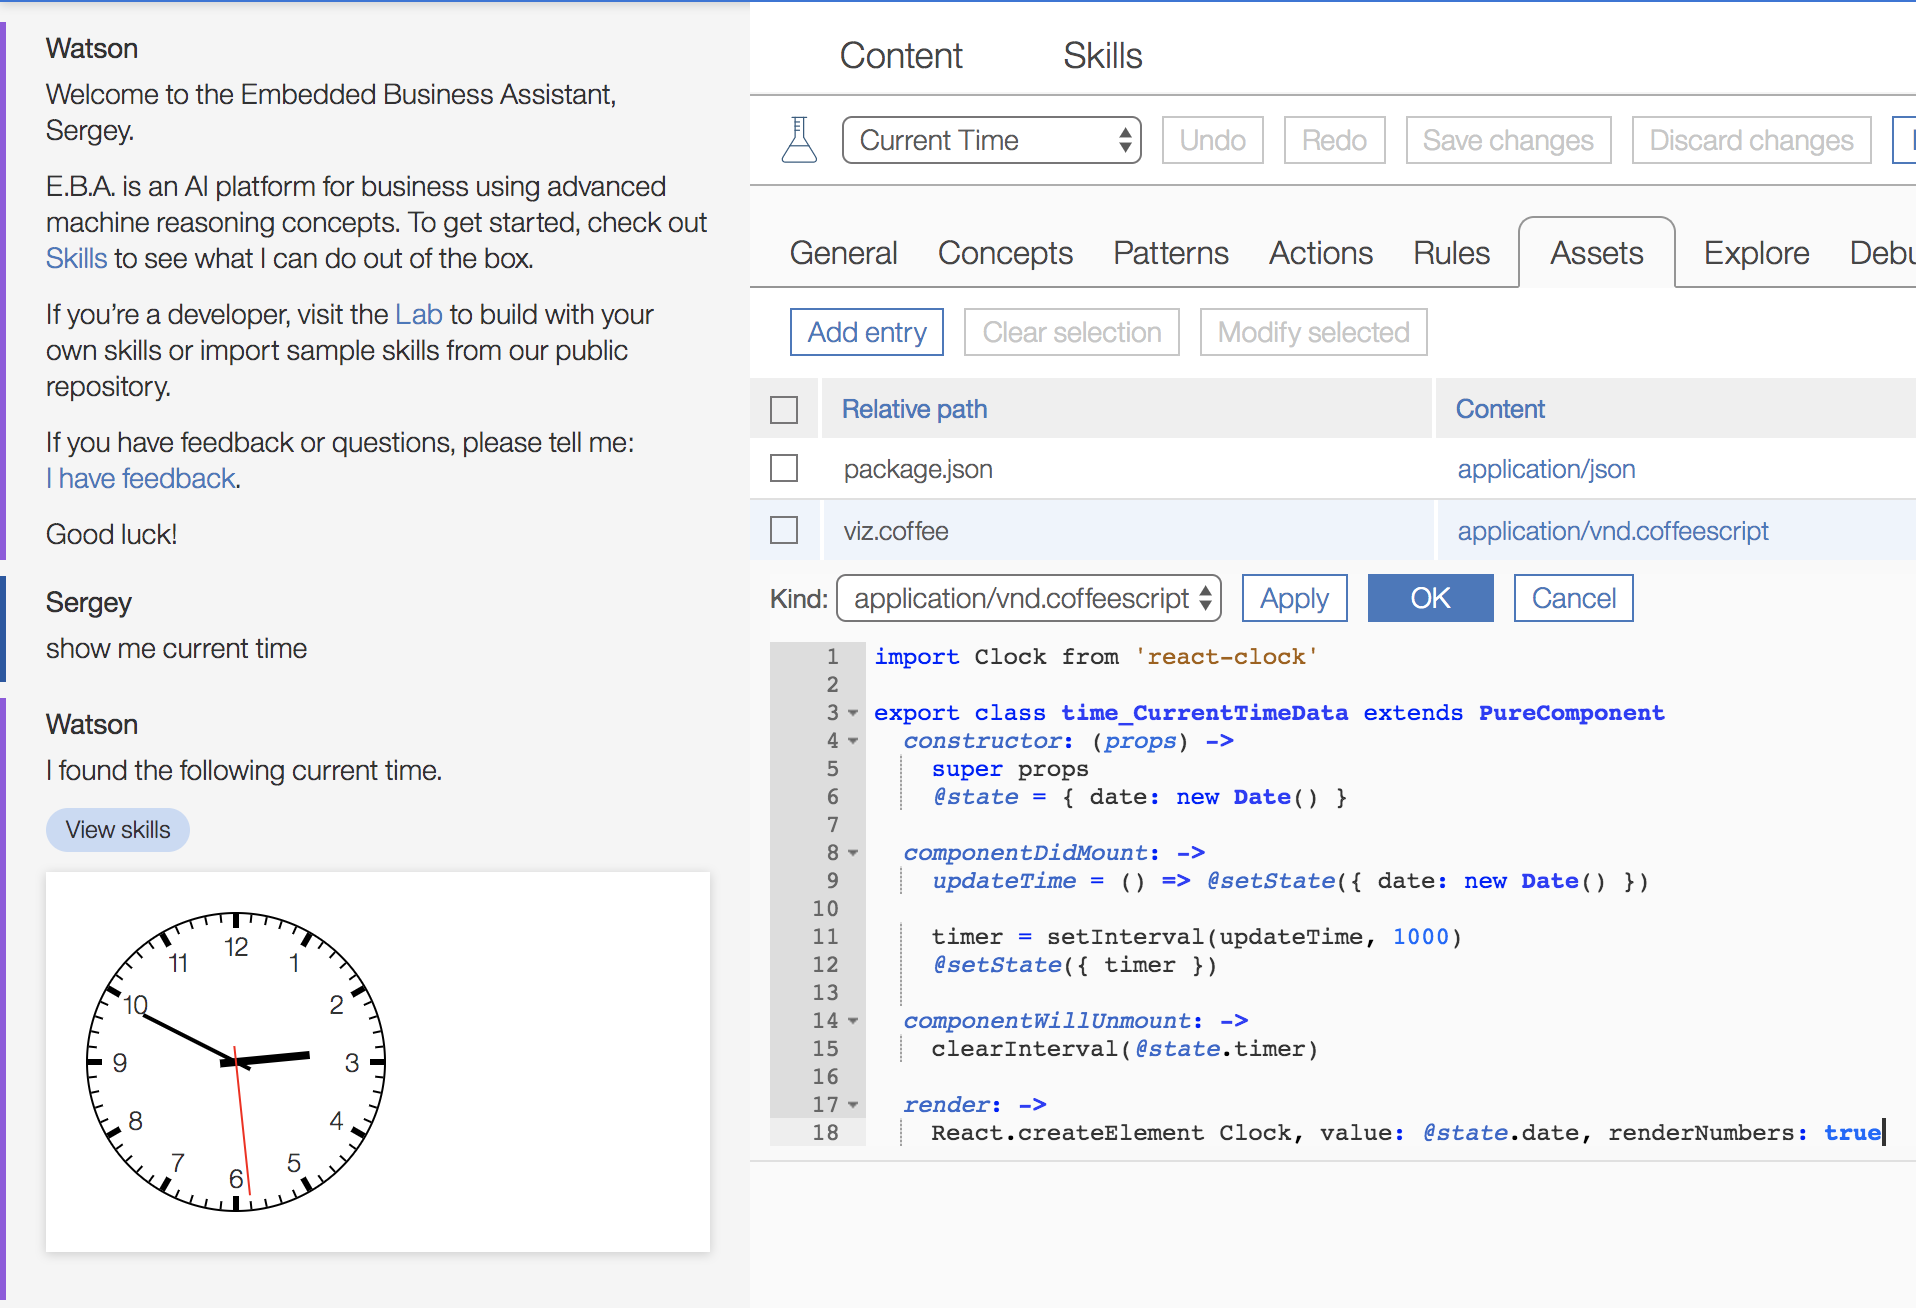 Watson
Welcome to the Embedded Business Assistant,
Sergey.
E.B.A. is an AI platform for business using advanced
machine reasoning concepts. To get started, check out
Skills to see what I can do out of the box.
If you’re a developer, visit the Lab to build with your
own skills or import sample skills from our public
repository.
If you have feedback or questions, please tell me:
I have feedback.
Good luck!
Sergey
show me current time
Watson
I found the following current time.
View skills
12
1
2
3
4
5
6
7
8
9
10
11
Content Skills
Current Time Undo Redo Save changes Discard changes
General Concepts Patterns Actions Rules Assets Explore Debu
Add entry Clear selection Modify selected
Relative path Content
package.json application/json
viz.coffee application/vnd.coffeescript
Kind: application/vnd.coffeescript Apply OK Cancel
1 import Clock from 'react-clock'
2
3 export class time_CurrentTimeData extends PureComponent
4 constructor: (props) ->
5 super props
6 @state = { date: new Date() }
7
8 componentDidMount: ->
9 updateTime = () => @setState({ date: new Date() })
10
11 timer = setInterval(updateTime, 1000)
12 @setState({ timer })
13
14 componentWillUnmount: ->
15 clearInterval(@state.timer)
16
17 render: ->
18 React.createElement Clock, value: @state.date, renderNumbers: true